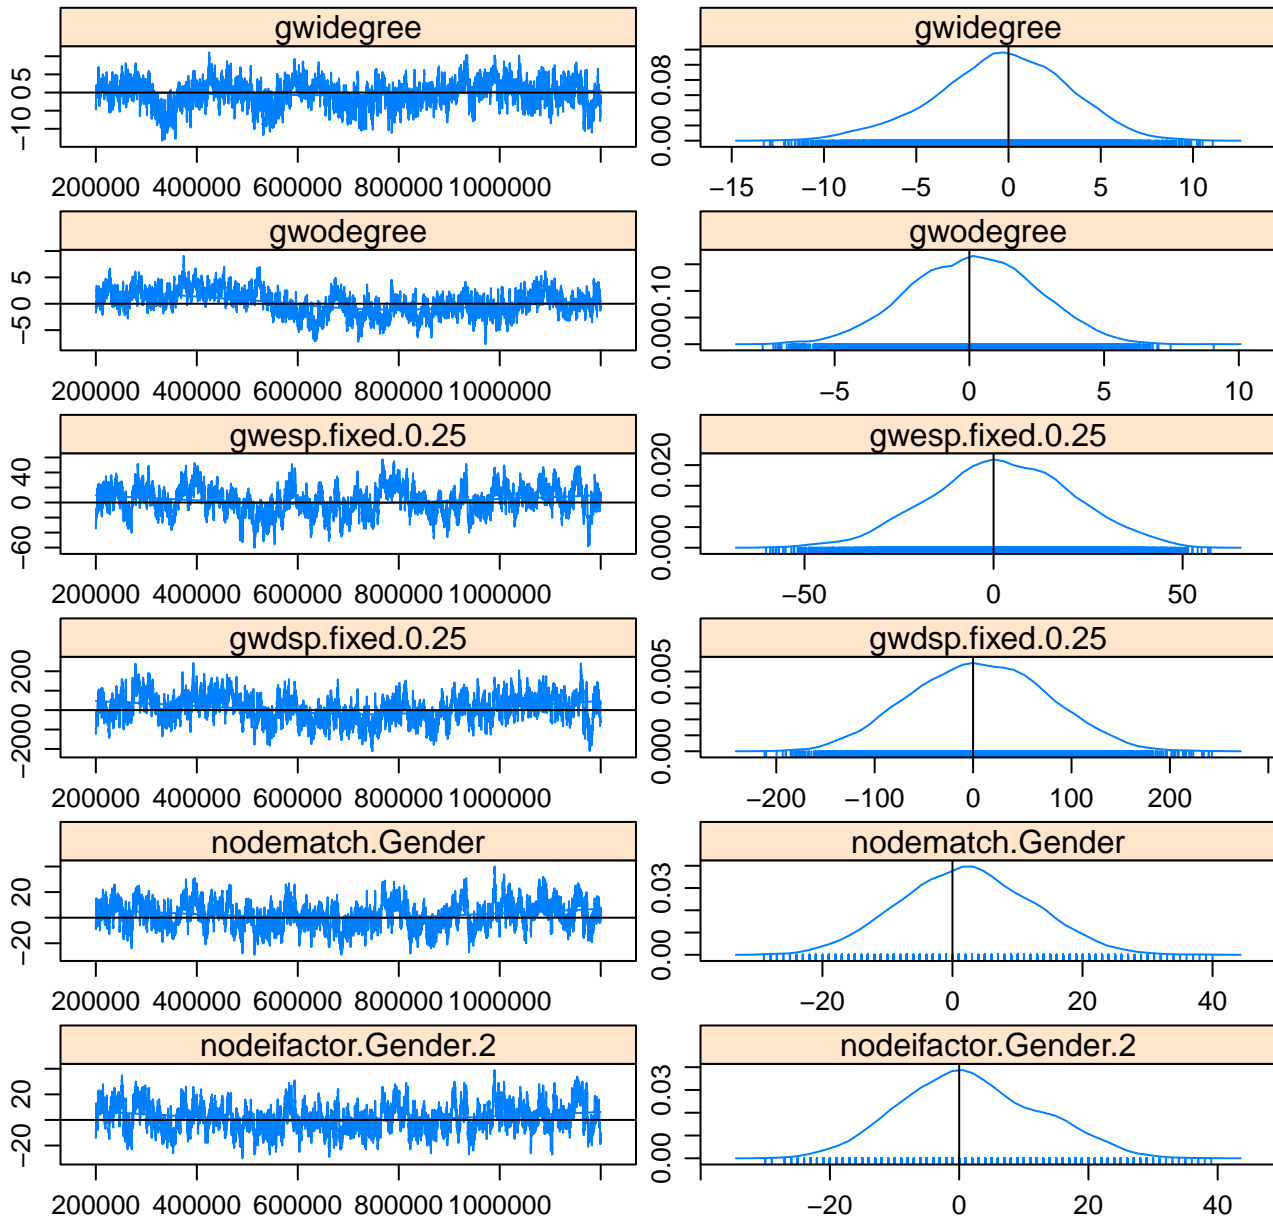 gwidegree gwidegree
−10 0 5 0.00 0.08
200000 400000 600000 800000 1000000 −15 −10 −5 0 5 10
gwodegree gwodegree
−5 0 5 0.00 0.10
200000 400000 600000 800000 1000000 −5 0 5 10
gwesp.fixed.0.25 gwesp.fixed.0.25
−60 0 40 0.000 0.020
200000 400000 600000 800000 1000000 −50 0 50
gwdsp.fixed.0.25 gwdsp.fixed.0.25
−200 0 200 0.000 0.005
200000 400000 600000 800000 1000000 −200 −100 0 100 200
nodematch.Gender nodematch.Gender
−20 20 0.00 0.03
200000 400000 600000 800000 1000000 −20 0 20 40
nodeifactor.Gender.2 nodeifactor.Gender.2
−20 20 0.00 0.03
200000 400000 600000 800000 1000000 −20 0 20 40